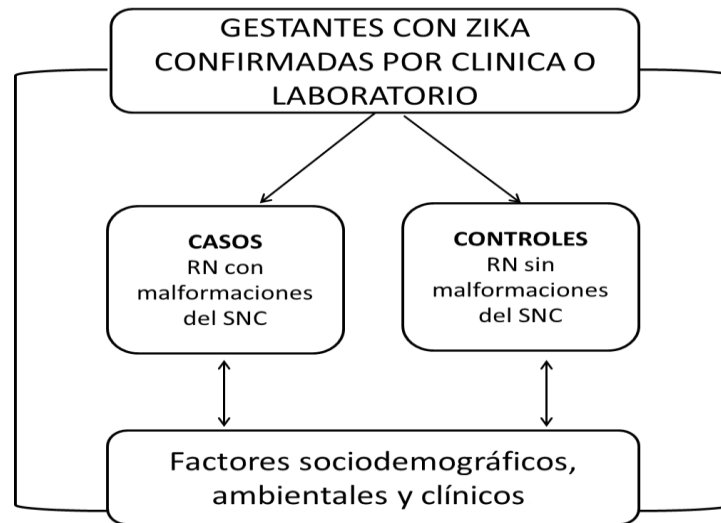 GESTANTES CON ZIKA
CONFIRMADAS POR CLINICA O
LABORATORIO
CASOS
RN con
malformaciones
del SNC
CONTROLES
RN sin
malformaciones
del SNC
Factores sociodemográficos,
ambientales y clínicos